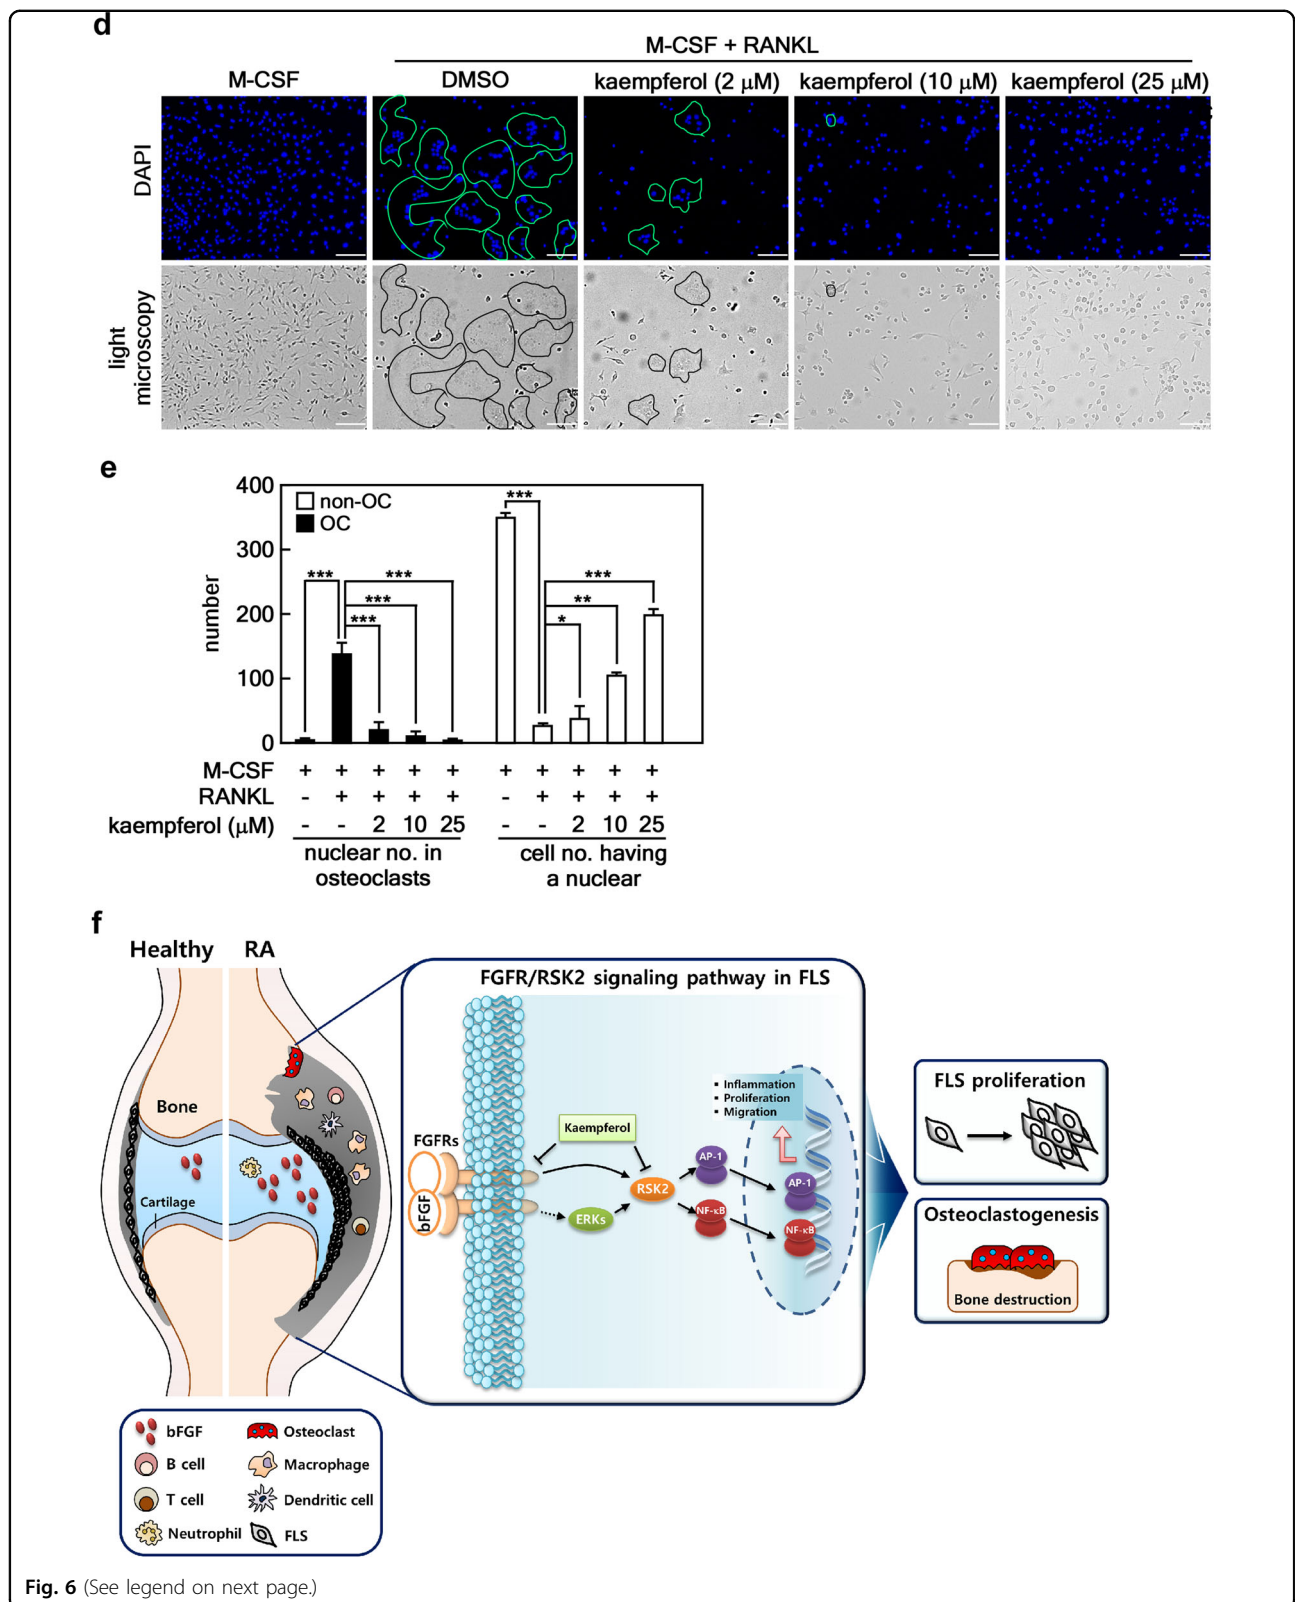 d
M-CSF + RANKL
M-CSF
DMSO
kaempferol (2 µM)
kaempferol (10 µM)
kaempferol (25 µM)
DAPI
light
microscopy
e
400
300
200
100
0
number
non-OC
OC
***
***
***
***
***
*
**
***
M-CSF + + + + + + + + + +
RANKL - + + + + - + + + +
kaempferol (µM) - - 2 10 25 - - 2 10 25
nuclear no. in
osteoclasts
cell no. having
a nuclear
f
Healthy RA
Bone
Cartilage
FGFR/RSK2 signaling pathway in FLS
FGFRs
bFGF
Kaempferol
ERKs
RSK2
AP-1
NF-κB
▪ Inflammation
▪ Proliferation
▪ Migration
AP-1
NF-κB
FLS proliferation
Osteoclastogenesis
Bone destruction
bFGF
Osteoclast
B cell
Macrophage
T cell
Dendritic cell
Neutrophil
FLS
Fig. 6 (See legend on next page.)